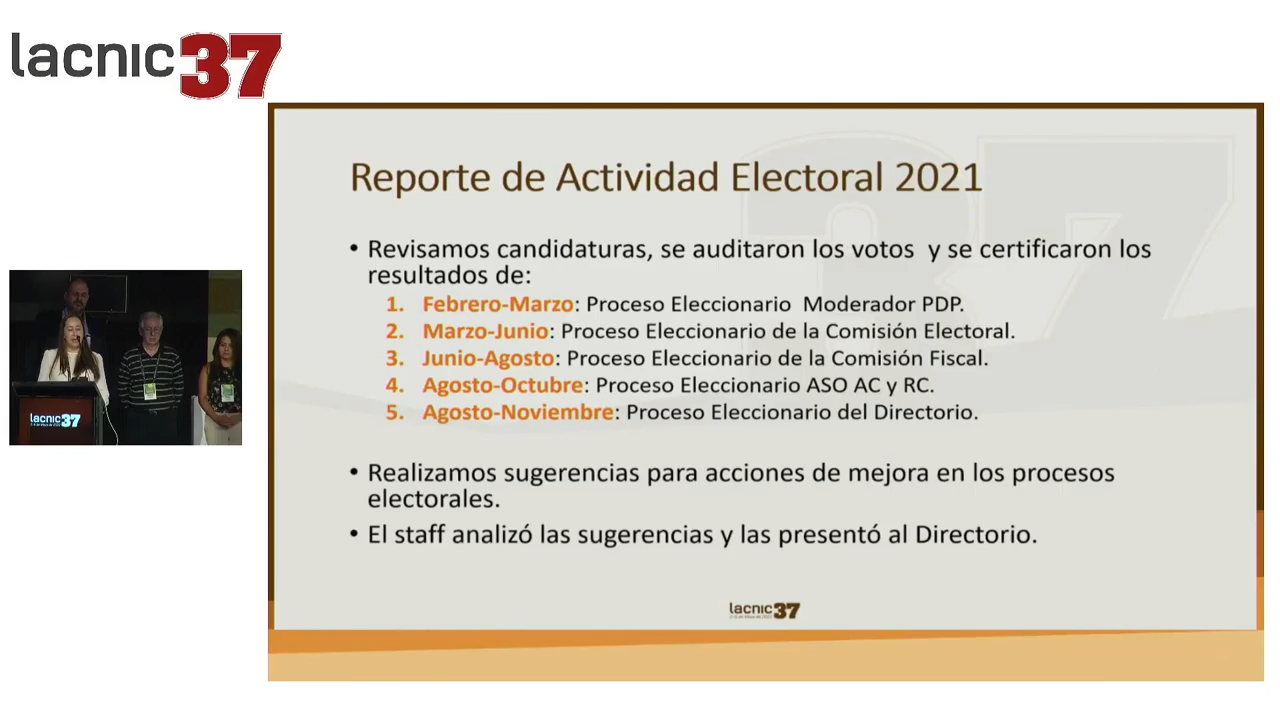 lacnic37
Reporte de Actividad Electoral 2021
• Revisamos candidaturas, se auditaron los votos y se certificaron los
resultados de:
1. Febrero-Marzo: Proceso Eleccionario Moderador PDP.
2. Marzo-Junio: Proceso Eleccionario de la Comisión Electoral.
3. Junio-Agosto: Proceso Eleccionario de la Comisión Fiscal.
4. Agosto-Octubre: Proceso Eleccionario ASO AC y RC.
5. Agosto-Noviembre: Proceso Eleccionario del Directorio.
• Realizamos sugerencias para acciones de mejora en los procesos
electorales.
• El staff analizó las sugerencias y las presentó al Directorio.
lacnic37
lacnic37